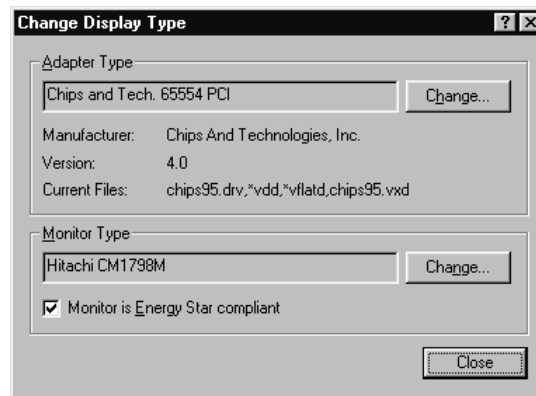 Change Display Type
Adapter Type
Chips and Tech. 65554 PCI
Change...
Manufacturer: Chips And Technologies, Inc.
Version: 4.0
Current Files: chips95.drv,*vdd,*vflatd,chips95.vxd
Monitor Type
Hitachi CM1798M
Change...
Monitor is Energy Star compliant
Close